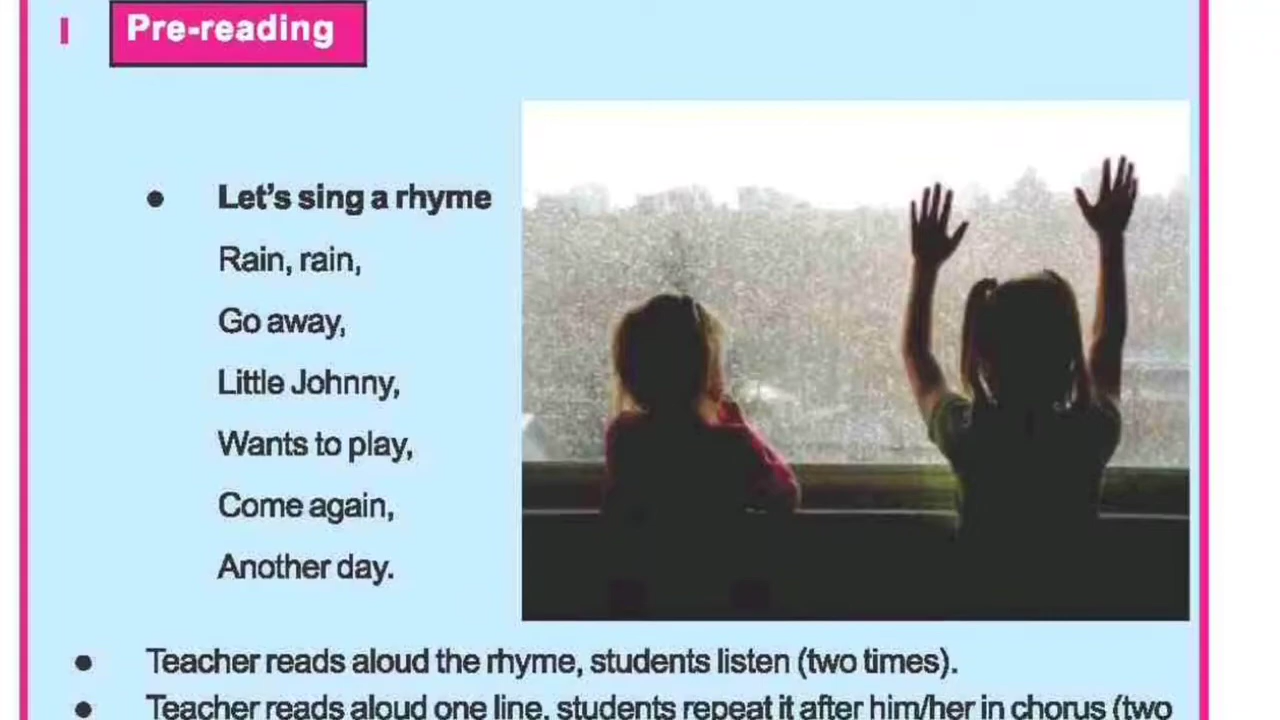 I Pre-reading
Let's sing a rhyme
Rain, rain,
Go away,
Little Johnny,
Wants to play,
Come again,
Another day.
Teacher reads aloud the rhyme, students listen (two times).
Teacher reads aloud one line, students repeat it after him/her in chorus (two